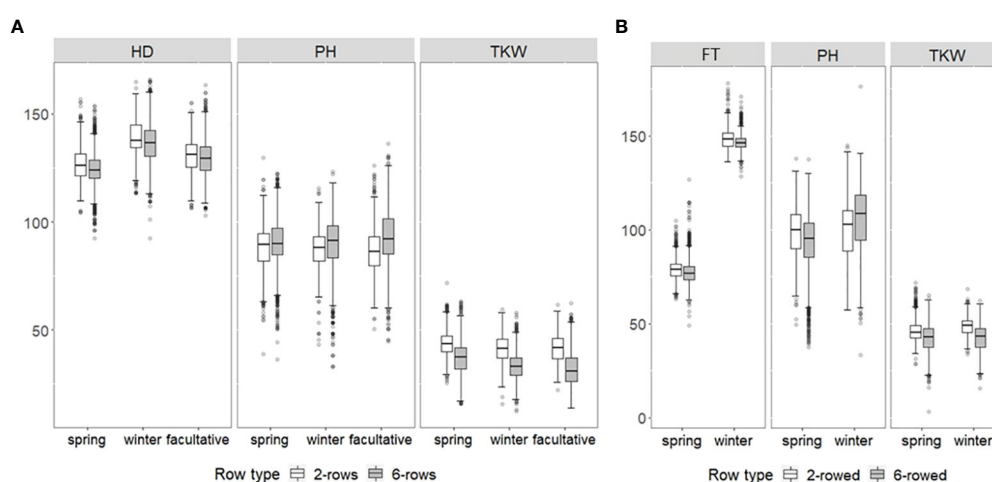 A
HD PH TKW
150
100
50
spring winter facultative spring winter facultative spring winter facultative
Row type 2-rows 6-rows
B
FT PH TKW
150
100
50
0
spring winter spring winter spring winter
Row type 2-rowed 6-rowed